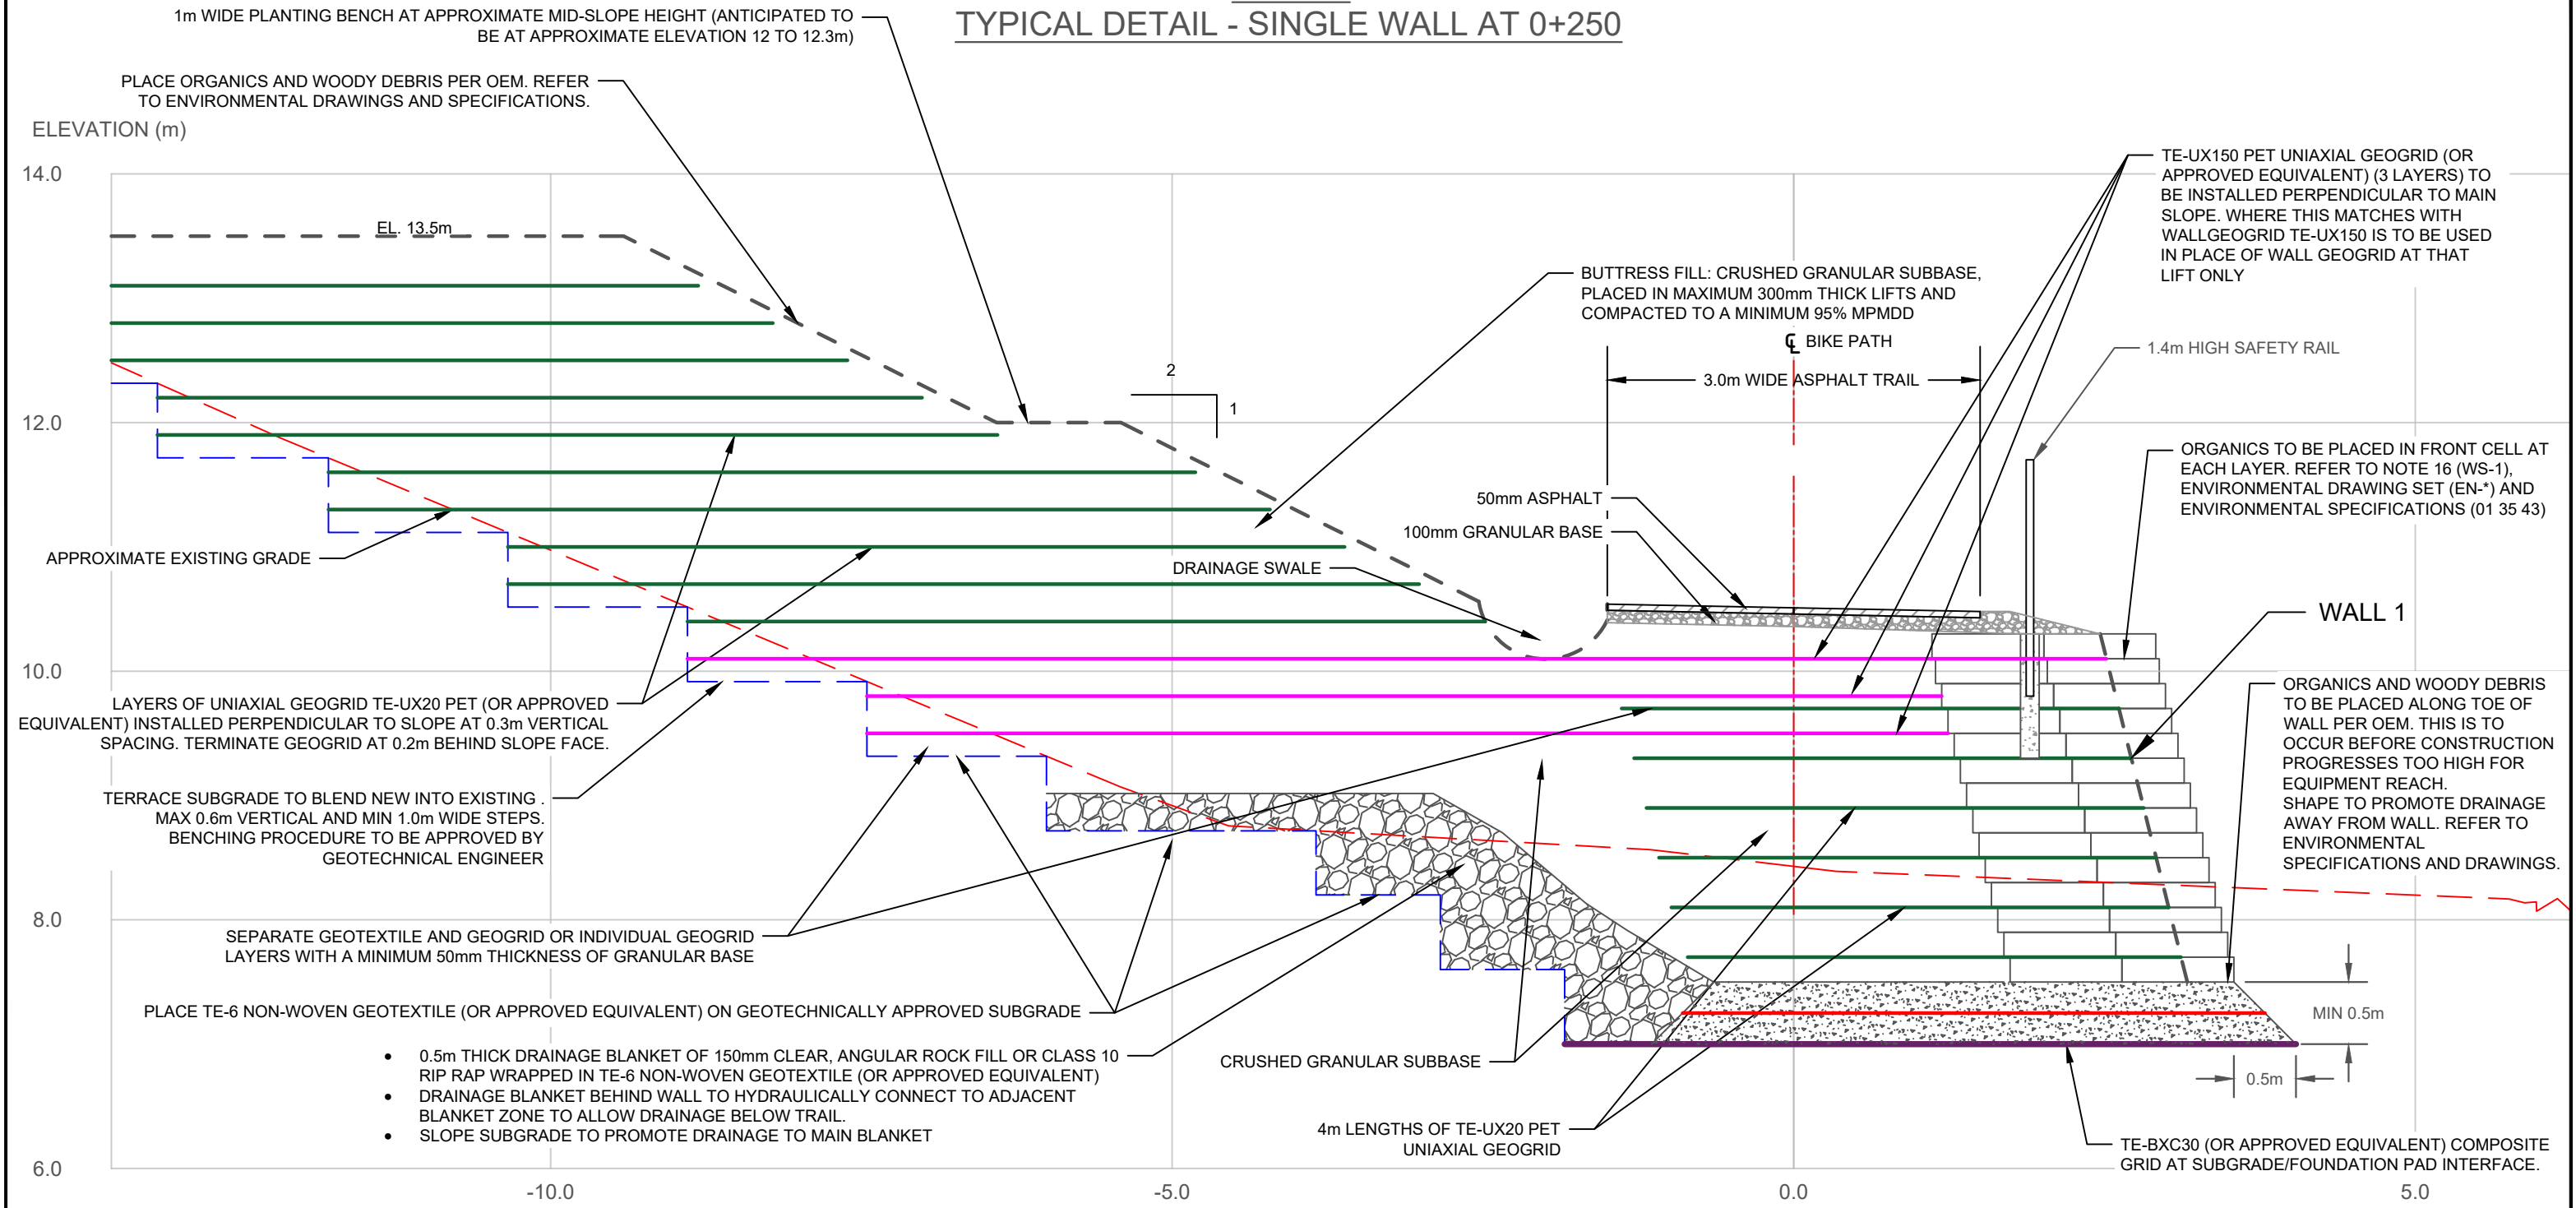 TYPICAL DETAIL - SINGLE WALL AT 0+250
1m WIDE PLANTING BENCH AT APPROXIMATE MID-SLOPE HEIGHT (ANTICIPATED TO
BE AT APPROXIMATE ELEVATION 12 TO 12.3m)
PLACE ORGANICS AND WOODY DEBRIS PER OEM. REFER
TO ENVIRONMENTAL DRAWINGS AND SPECIFICATIONS.
ELEVATION (m)
14.0
12.0
10.0
8.0
6.0
-10.0
-5.0
0.0
5.0
EL. 13.5m
2
1
TE-UX150 PET UNIAXIAL GEOGRID (OR
APPROVED EQUIVALENT) (3 LAYERS) TO
BE INSTALLED PERPENDICULAR TO MAIN
SLOPE. WHERE THIS MATCHES WITH
WALLGEOGRID TE-UX150 IS TO BE USED
IN PLACE OF WALL GEOGRID AT THAT
LIFT ONLY
BUTTRESS FILL: CRUSHED GRANULAR SUBBASE,
PLACED IN MAXIMUM 300mm THICK LIFTS AND
COMPACTED TO A MINIMUM 95% MPMDD
℄ BIKE PATH
3.0m WIDE ASPHALT TRAIL
1.4m HIGH SAFETY RAIL
ORGANICS TO BE PLACED IN FRONT CELL AT
EACH LAYER. REFER TO NOTE 16 (WS-1),
ENVIRONMENTAL DRAWING SET (EN-*) AND
ENVIRONMENTAL SPECIFICATIONS (01 35 43)
50mm ASPHALT
100mm GRANULAR BASE
DRAINAGE SWALE
APPROXIMATE EXISTING GRADE
WALL 1
LAYERS OF UNIAXIAL GEOGRID TE-UX20 PET (OR APPROVED
EQUIVALENT) INSTALLED PERPENDICULAR TO SLOPE AT 0.3m VERTICAL
SPACING. TERMINATE GEOGRID AT 0.2m BEHIND SLOPE FACE.
ORGANICS AND WOODY DEBRIS
TO BE PLACED ALONG TOE OF
WALL PER OEM. THIS IS TO
OCCUR BEFORE CONSTRUCTION
PROGRESSES TOO HIGH FOR
EQUIPMENT REACH.
SHAPE TO PROMOTE DRAINAGE
AWAY FROM WALL. REFER TO
ENVIRONMENTAL
SPECIFICATIONS AND DRAWINGS.
TERRACE SUBGRADE TO BLEND NEW INTO EXISTING .
MAX 0.6m VERTICAL AND MIN 1.0m WIDE STEPS.
BENCHING PROCEDURE TO BE APPROVED BY
GEOTECHNICAL ENGINEER
SEPARATE GEOTEXTILE AND GEOGRID OR INDIVIDUAL GEOGRID
LAYERS WITH A MINIMUM 50mm THICKNESS OF GRANULAR BASE
PLACE TE-6 NON-WOVEN GEOTEXTILE (OR APPROVED EQUIVALENT) ON GEOTECHNICALLY APPROVED SUBGRADE
• 0.5m THICK DRAINAGE BLANKET OF 150mm CLEAR, ANGULAR ROCK FILL OR CLASS 10
RIP RAP WRAPPED IN TE-6 NON-WOVEN GEOTEXTILE (OR APPROVED EQUIVALENT)
• DRAINAGE BLANKET BEHIND WALL TO HYDRAULICALLY CONNECT TO ADJACENT
BLANKET ZONE TO ALLOW DRAINAGE BELOW TRAIL.
• SLOPE SUBGRADE TO PROMOTE DRAINAGE TO MAIN BLANKET
CRUSHED GRANULAR SUBBASE
4m LENGTHS OF TE-UX20 PET
UNIAXIAL GEOGRID
MIN 0.5m
0.5m
TE-BXC30 (OR APPROVED EQUIVALENT) COMPOSITE
GRID AT SUBGRADE/FOUNDATION PAD INTERFACE.